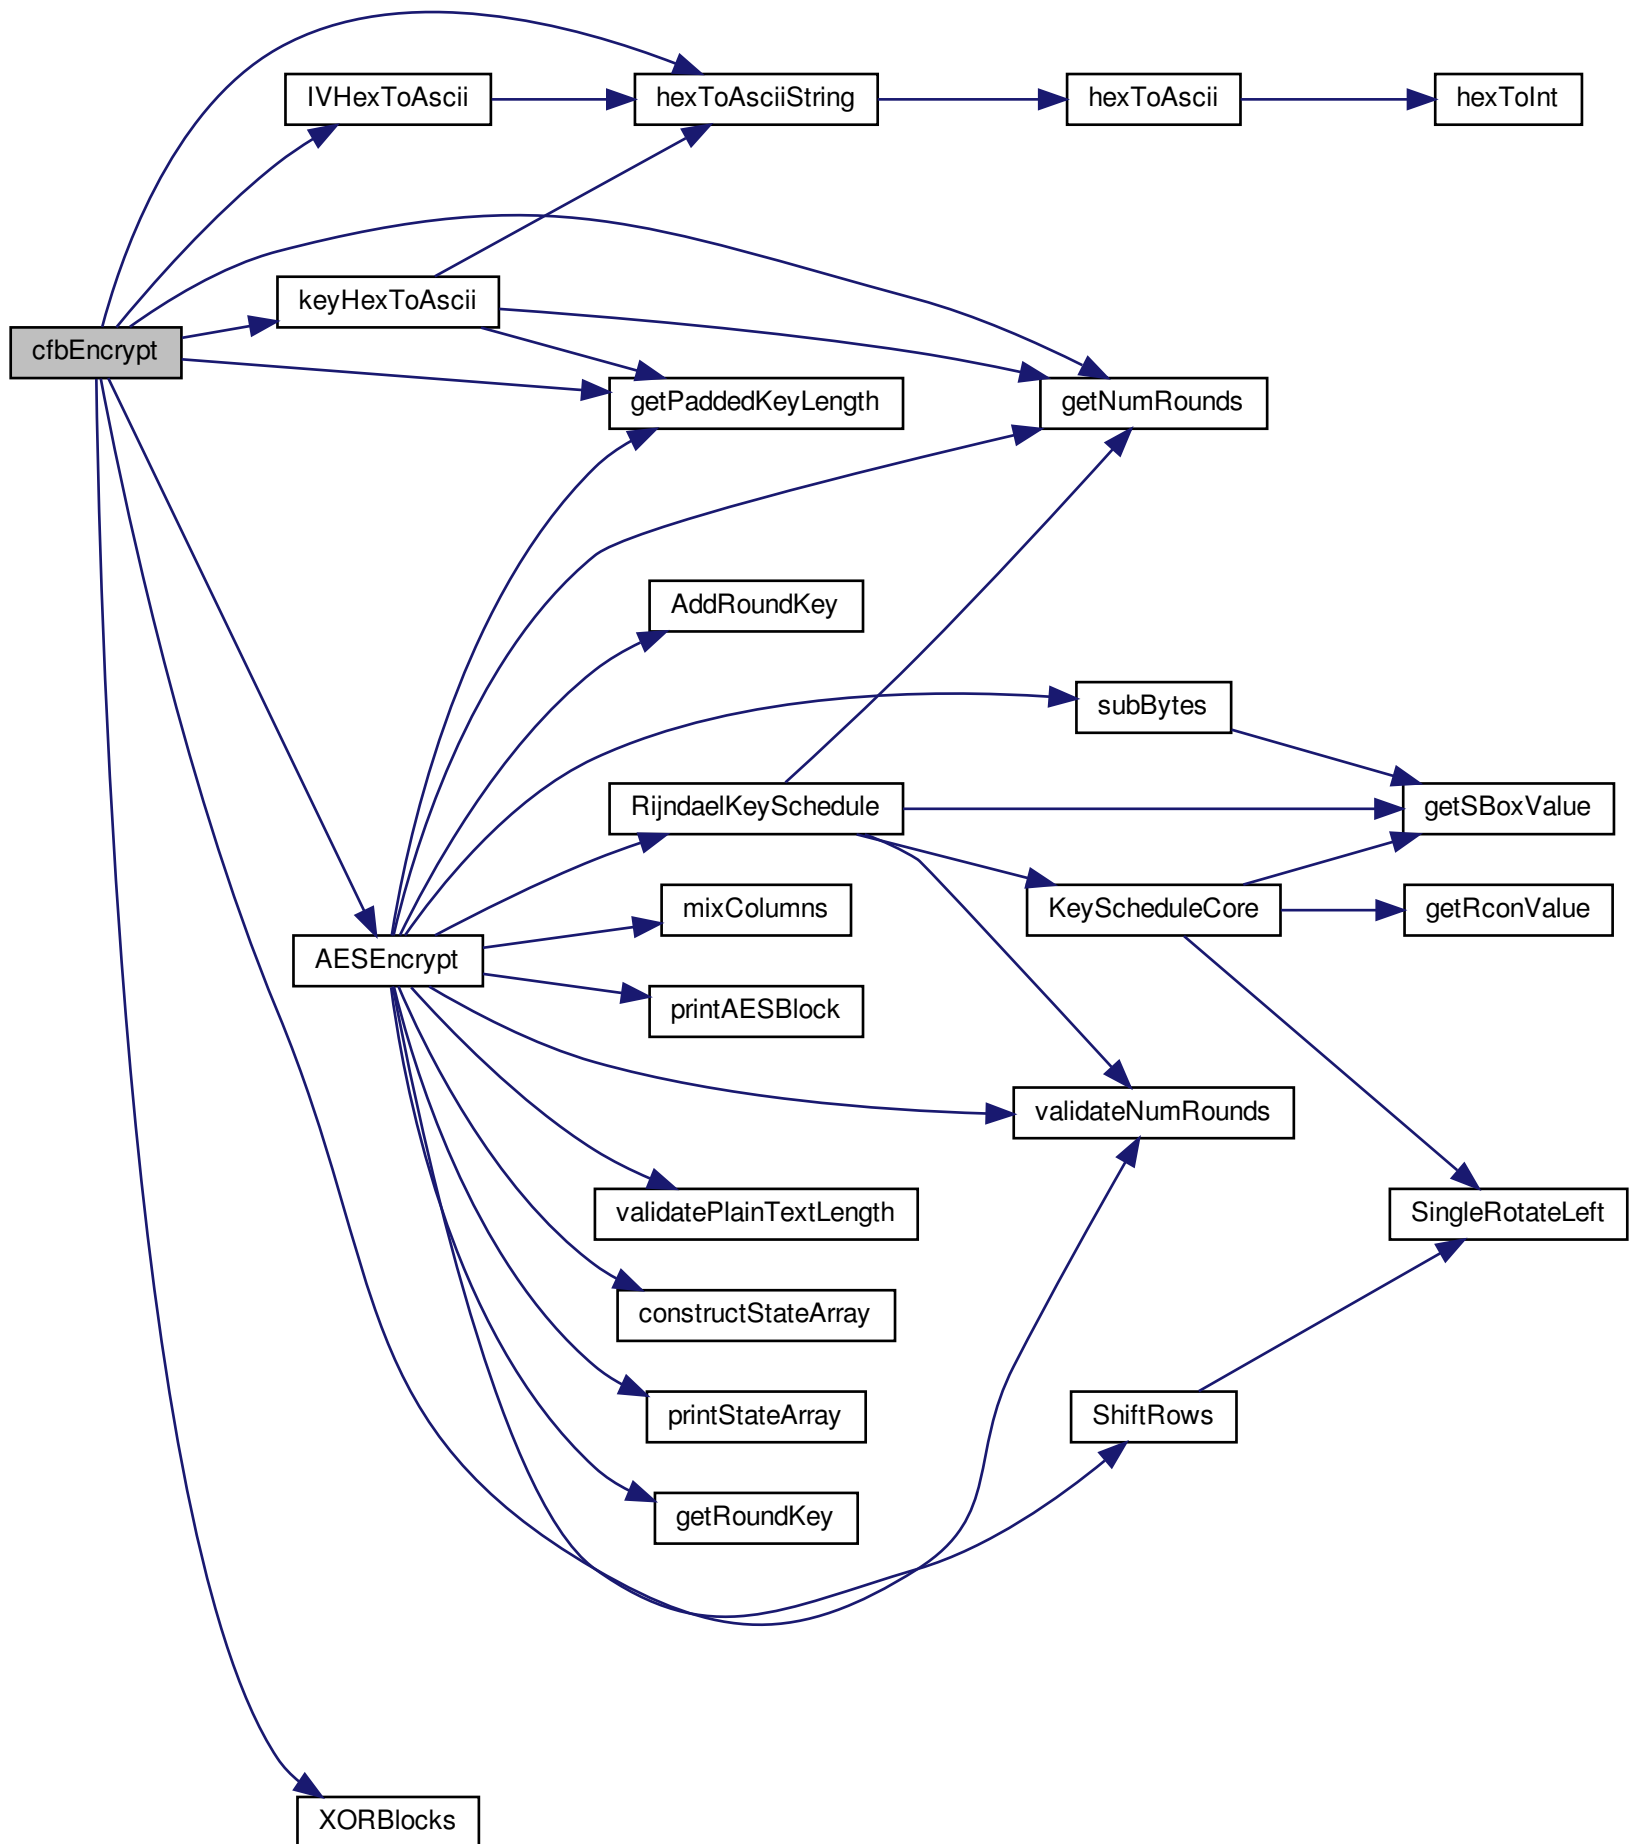 IVHexToAscii
hexToAsciiString
hexToAscii
hexToInt
keyHexToAscii
cfbEncrypt
getPaddedKeyLength
getNumRounds
AddRoundKey
subBytes
RijndaelKeySchedule
getSBoxValue
mixColumns
KeyScheduleCore
getRconValue
AESEncrypt
printAESBlock
validateNumRounds
validatePlainTextLength
SingleRotateLeft
constructStateArray
printStateArray
ShiftRows
getRoundKey
XORBlocks